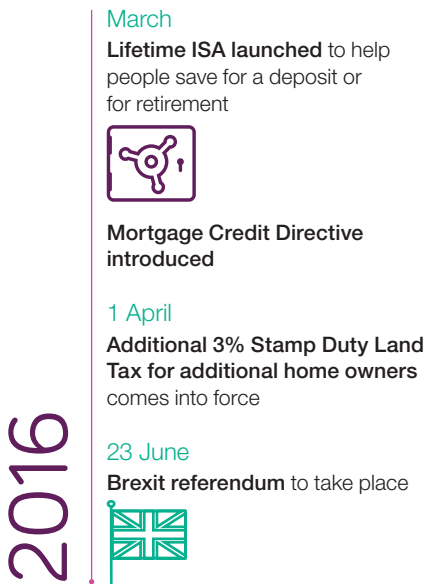 March
Lifetime ISA launched to help
people save for a deposit or
for retirement
Mortgage Credit Directive
introduced
1 April
Additional 3% Stamp Duty Land
Tax for additional home owners
comes into force
23 June
Brexit referendum to take place
2016